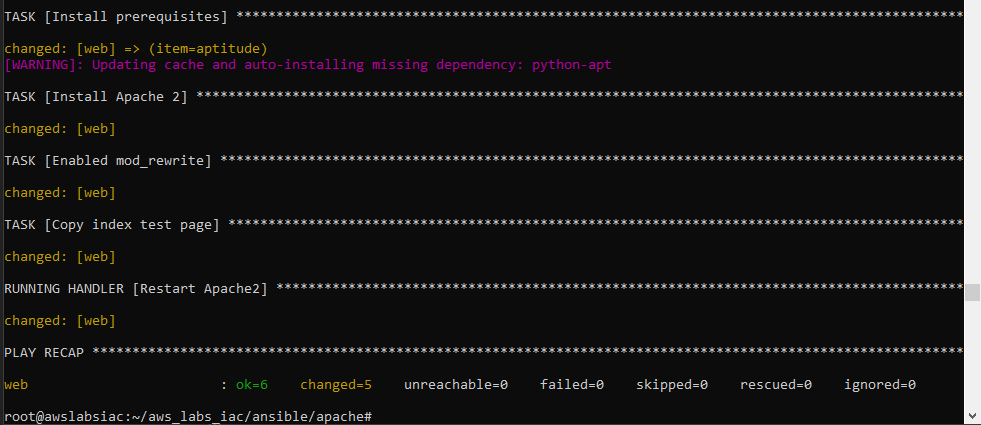 TASK [Install prerequisites] ********************************************************************************************
changed: [web] => (item=aptitude)
[WARNING]: Updating cache and auto-installing missing dependency: python-apt
TASK [Install Apache 2] ************************************************************************************************
changed: [web]
TASK [Enabled mod_rewrite] *********************************************************************************************
changed: [web]
TASK [Copy index test page] ********************************************************************************************
changed: [web]
RUNNING HANDLER [Restart Apache2] **************************************************************************************
changed: [web]
PLAY RECAP *************************************************************************************************************
web                        : ok=6    changed=5    unreachable=0    failed=0    skipped=0    rescued=0    ignored=0
root@awslabsiac:~/aws_labs_iac/ansible/apache#